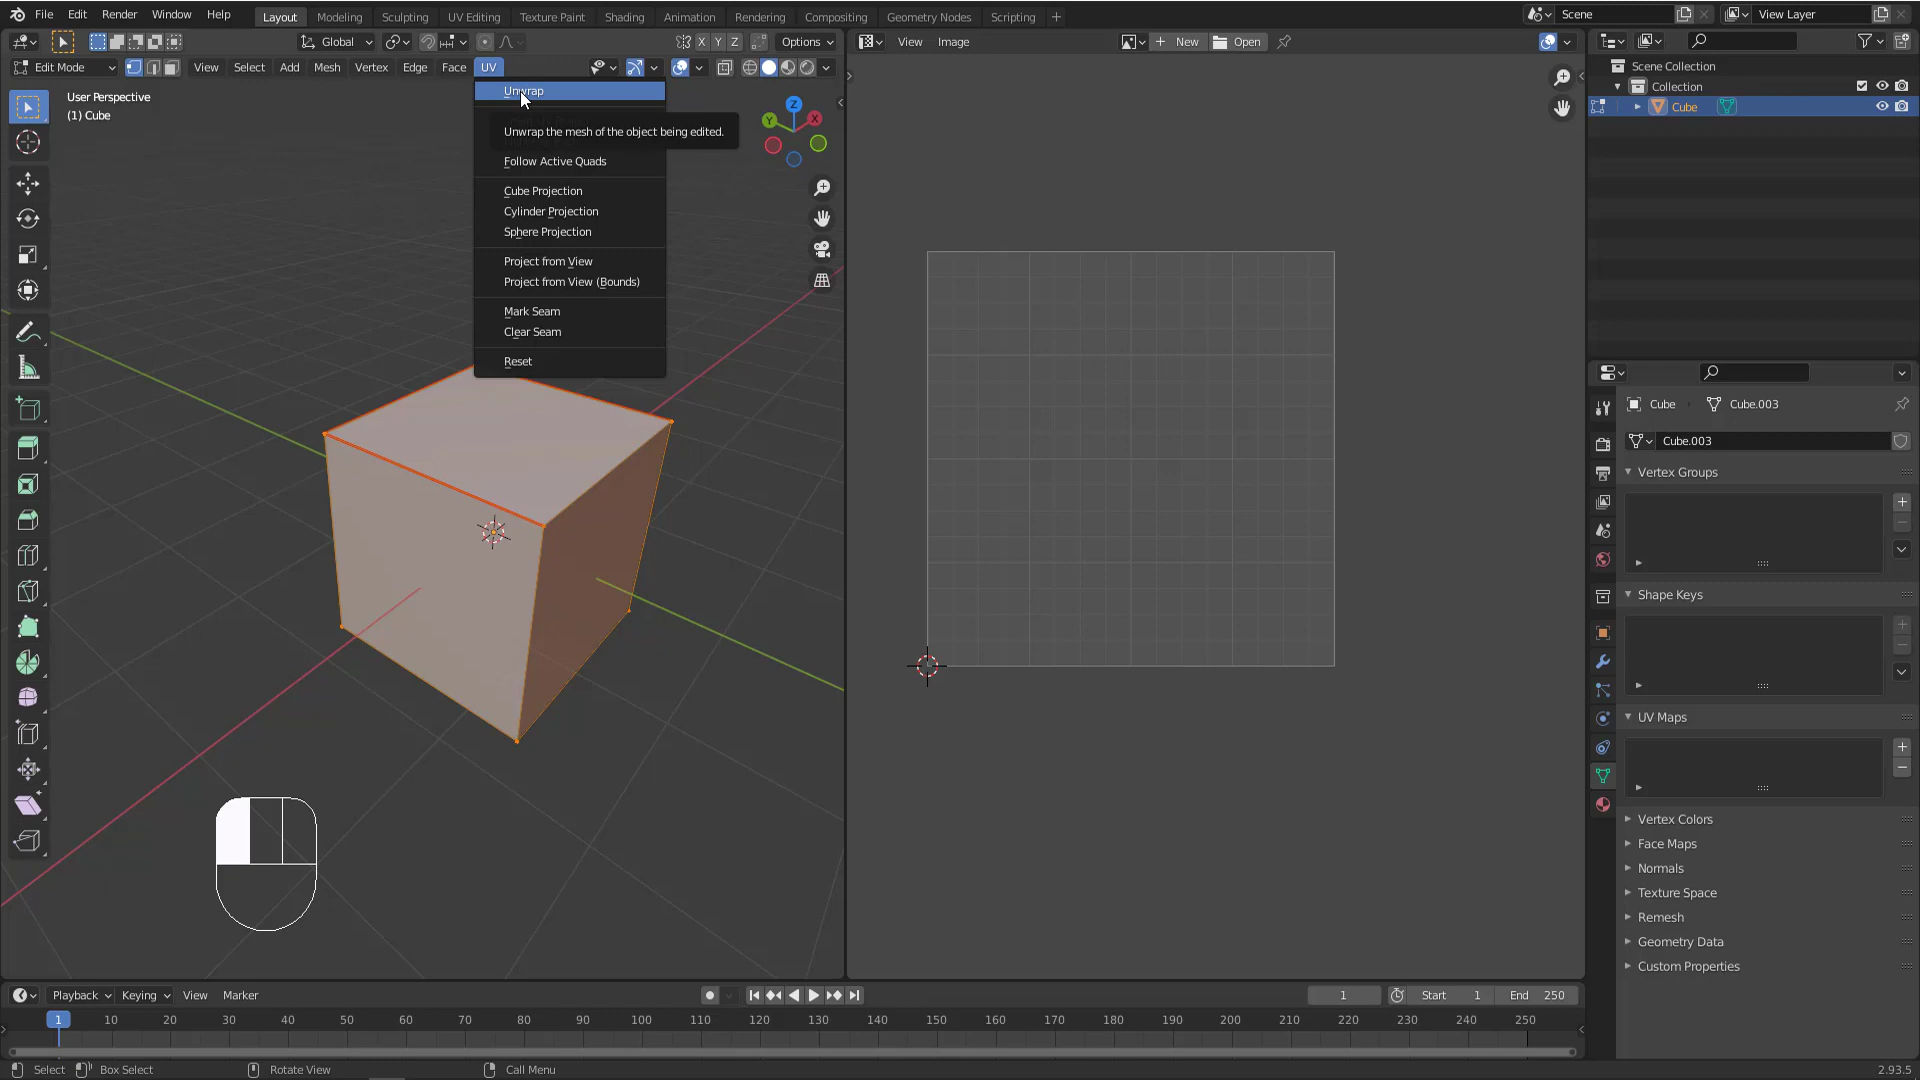 File Edit Render Window Help
Layout Modeling Sculpting UV Editing Texture Paint Shading Animation Rendering Compositing Geometry Nodes Scripting +
Scene
View Layer
Global
X Y Z
Options
View Image
New
Open
Edit Mode
View Select Add Mesh Vertex Edge Face UV
User Perspective
(1) Cube
Unwrap
Unwrap the mesh of the object being edited.
Follow Active Quads
Cube Projection
Cylinder Projection
Sphere Projection
Project from View
Project from View (Bounds)
Mark Seam
Clear Seam
Reset
Z
Y
X
Scene Collection
Collection
Cube
Cube
Cube.003
Cube.003
Vertex Groups
Shape Keys
UV Maps
Vertex Colors
Face Maps
Normals
Texture Space
Remesh
Geometry Data
Custom Properties
Playback Keying View Marker
1
Start 1
End 250
1 10 20 30 40 50 60 70 80 90 100 110 120 130 140 150 160 170 180 190 200 210 220 230 240 250
Select
Box Select
Rotate View
Call Menu
2.93.5